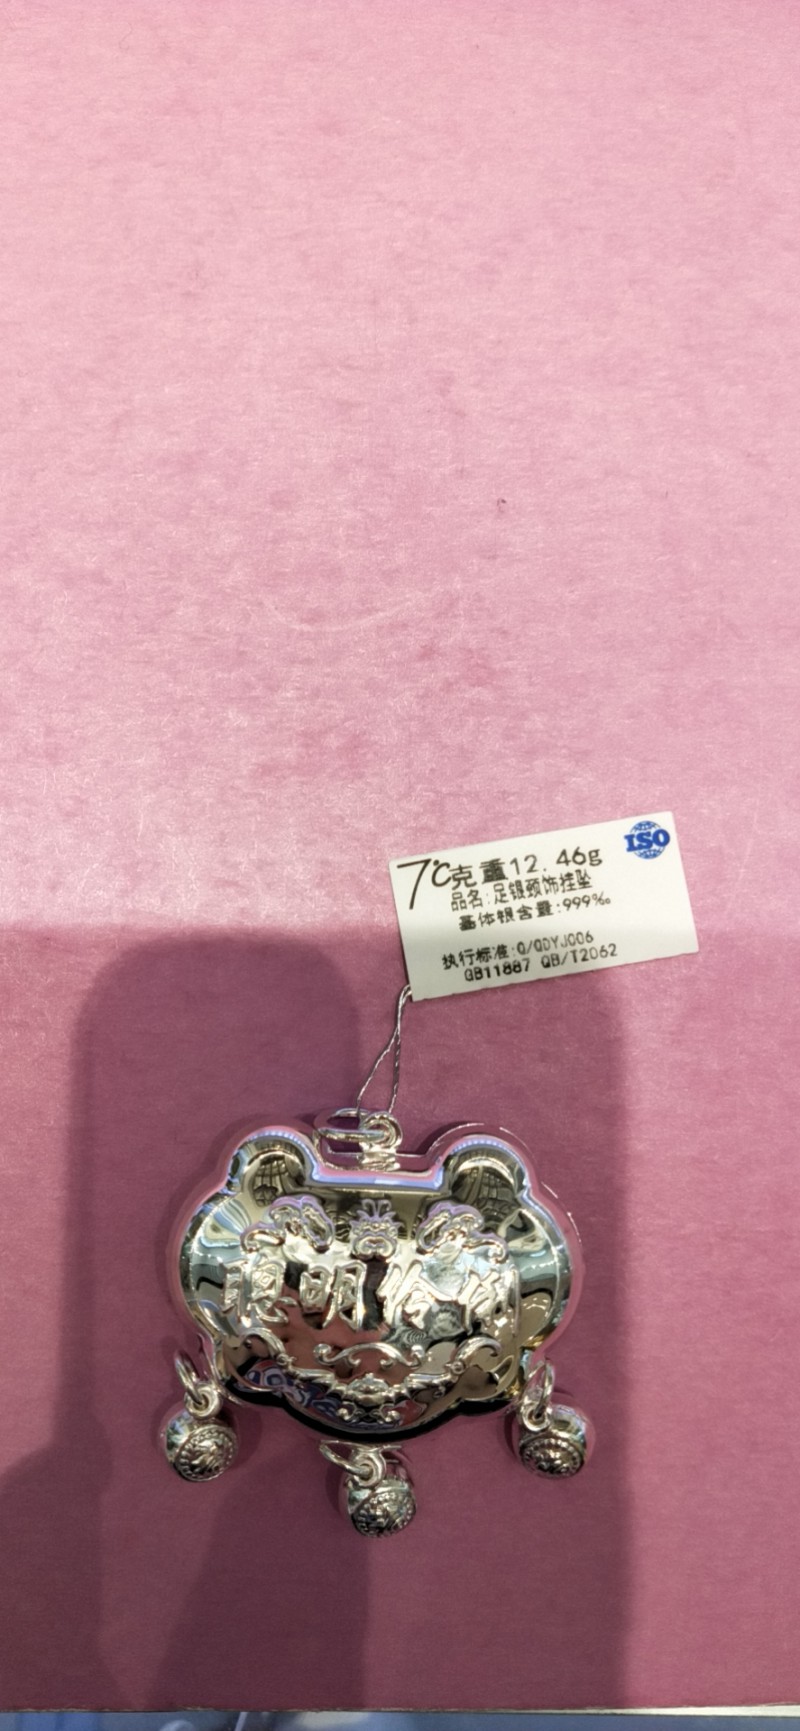 7℃克重12.46g
ISO
品名:足银颈饰挂坠
基体银含量:999‰
执行标准:Q/QDYJ006
GB11887 QB/T2062
聪明伶俐